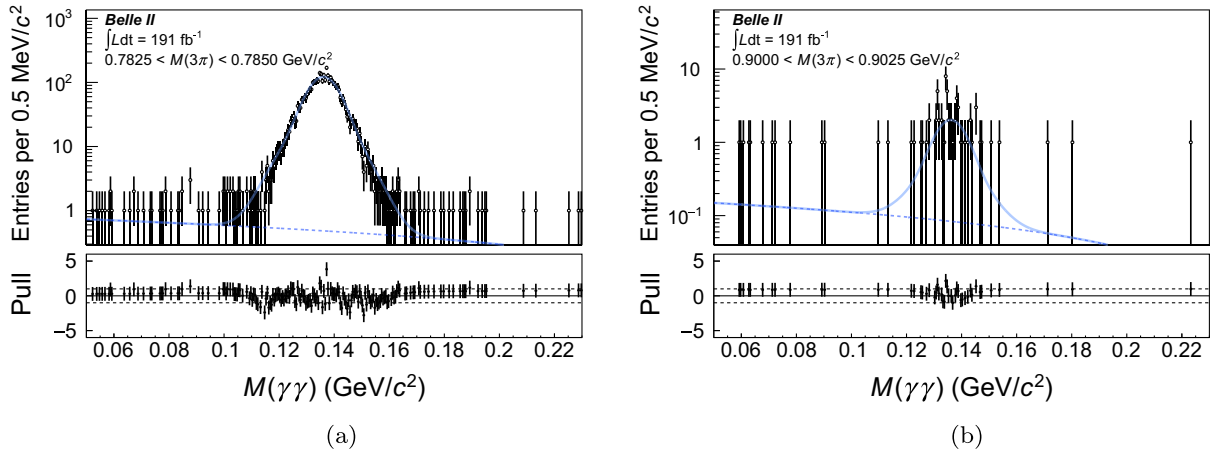 Belle II
∫Ldt = 191 fb⁻¹
0.7825 < M(3π) < 0.7850 GeV/c²
Entries per 0.5 MeV/c²
10³
10²
10
1
Pull
5
0
−5
0.06 0.08 0.1 0.12 0.14 0.16 0.18 0.2 0.22
M(γγ) (GeV/c²)
(a)
Belle II
∫Ldt = 191 fb⁻¹
0.9000 < M(3π) < 0.9025 GeV/c²
Entries per 0.5 MeV/c²
10
1
10⁻¹
Pull
5
0
−5
0.06 0.08 0.1 0.12 0.14 0.16 0.18 0.2 0.22
M(γγ) (GeV/c²)
(b)